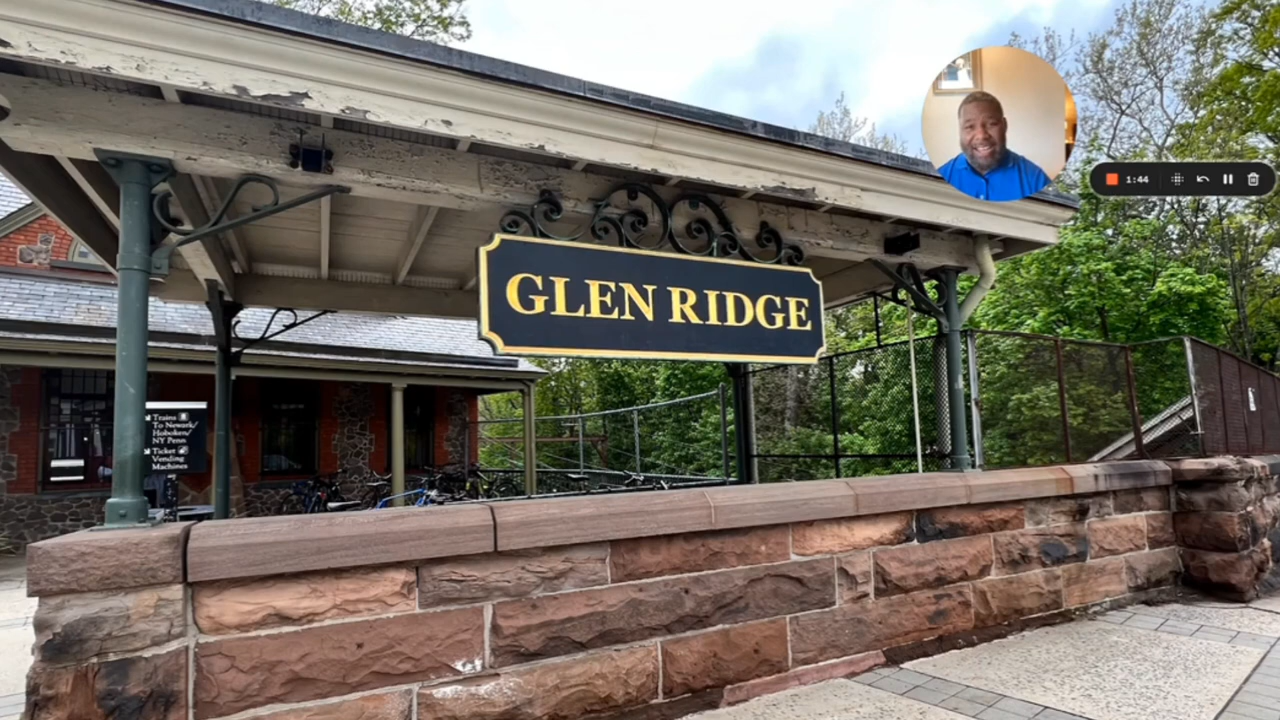 GLEN RIDGE
Trains
To Newark/
Hoboken/
NY Penn
Ticket
Vending
Machines
1:44